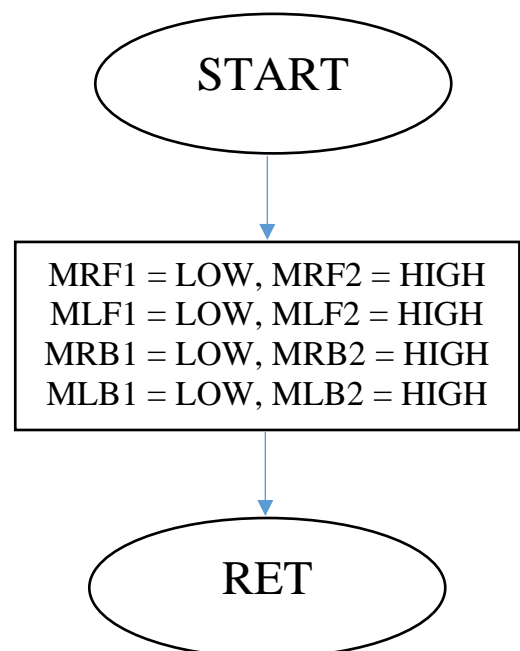 START
MRF1 = LOW, MRF2 = HIGH
MLF1 = LOW, MLF2 = HIGH
MRB1 = LOW, MRB2 = HIGH
MLB1 = LOW, MLB2 = HIGH
RET